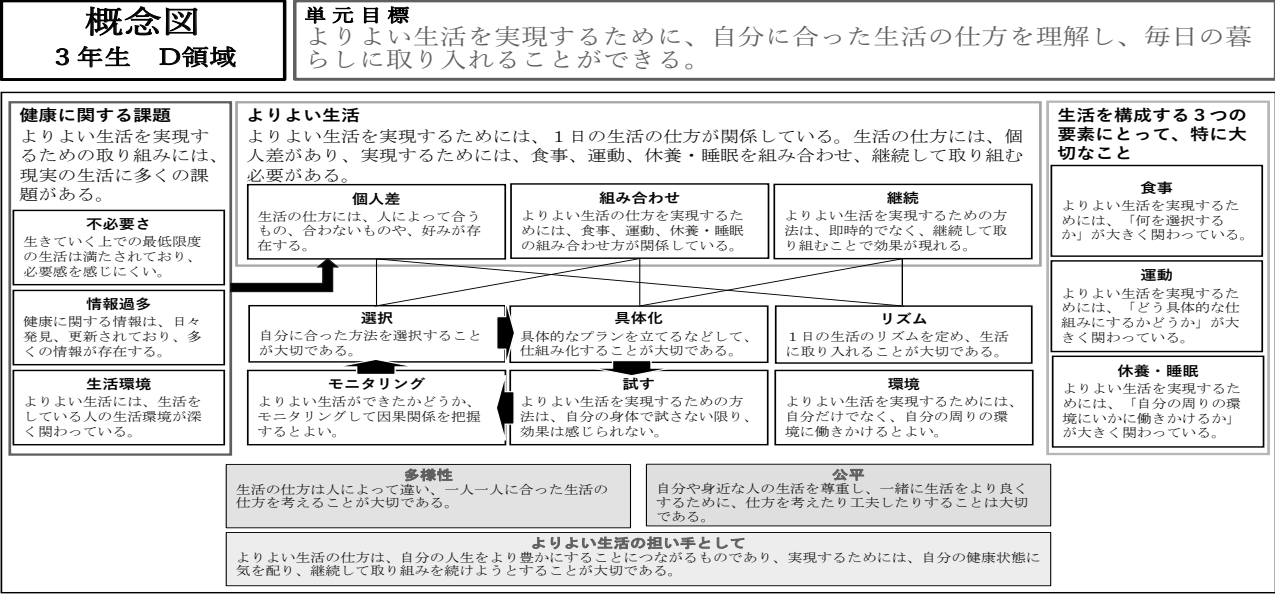 概念図
３年生　Ｄ領域
単元目標
よりよい生活を実現するために、自分に合った生活の仕方を理解し、毎日の暮
らしに取り入れることができる。
健康に関する課題
よりよい生活を実現す
るための取り組みには、
現実の生活に多くの課
題がある。
不必要さ
生きていく上での最低限度
の生活は満たされており、
必要感を感じにくい。
情報過多
健康に関する情報は、日々
発見、更新されており、多
くの情報が存在する。
生活環境
よりよい生活には、生活を
している人の生活環境が深
く関わっている。
よりよい生活
よりよい生活を実現するためには、１日の生活の仕方が関係している。生活の仕方には、個
人差があり、実現するためには、食事、運動、休養・睡眠を組み合わせ、継続して取り組む
必要がある。
個人差
生活の仕方には、人によって合う
もの、合わないものや、好みが存
在する。
組み合わせ
よりよい生活の仕方を実現するた
めには、食事、運動、休養・睡眠
の組み合わせ方が関係している。
継続
よりよい生活を実現するための方
法は、即時的でなく、継続して取
り組むことで効果が現れる。
選択
自分に合った方法を選択すること
が大切である。
具体化
具体的なプランを立てるなどして、
仕組み化することが大切である。
リズム
１日の生活のリズムを定め、生活
に取り入れることが大切である。
モニタリング
よりよい生活ができたかどうか、
モニタリングして因果関係を把握
するとよい。
試す
よりよい生活を実現するための方
法は、自分の身体で試さない限り、
効果は感じられない。
環境
よりよい生活を実現するためには、
自分だけでなく、自分の周りの環
境に働きかけるとよい。
生活を構成する３つの
要素にとって、特に大
切なこと
食事
よりよい生活を実現するた
めには、「何を選択する
か」が大きく関わっている。
運動
よりよい生活を実現するた
めには、「どう具体的な仕
組みにするかどうか」が大
きく関わっている。
休養・睡眠
よりよい生活を実現するた
めには、「自分の周りの環
境にいかに働きかけるか」
が大きく関わっている。
多様性
生活の仕方は人によって違い、一人一人に合った生活の
仕方を考えることが大切である。
公平
自分や身近な人の生活を尊重し、一緒に生活をより良く
するために、仕方を考えたり工夫したりすることは大切
である。
よりよい生活の担い手として
よりよい生活の仕方は、自分の人生をより豊かにすることにつながるものであり、実現するためには、自分の健康状態に
気を配り、継続して取り組みを続けようとすることが大切である。